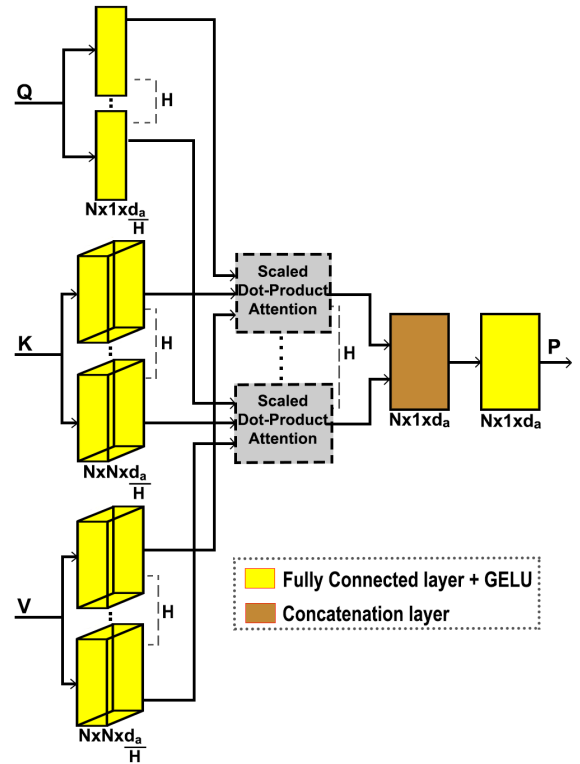 Q
H
Nx1xda
H
K
H
NxNxda
H
V
H
NxNxda
H
Scaled
Dot-Product
Attention
H
Scaled
Dot-Product
Attention
Nx1xda
Nx1xda
P
Fully Connected layer + GELU
Concatenation layer